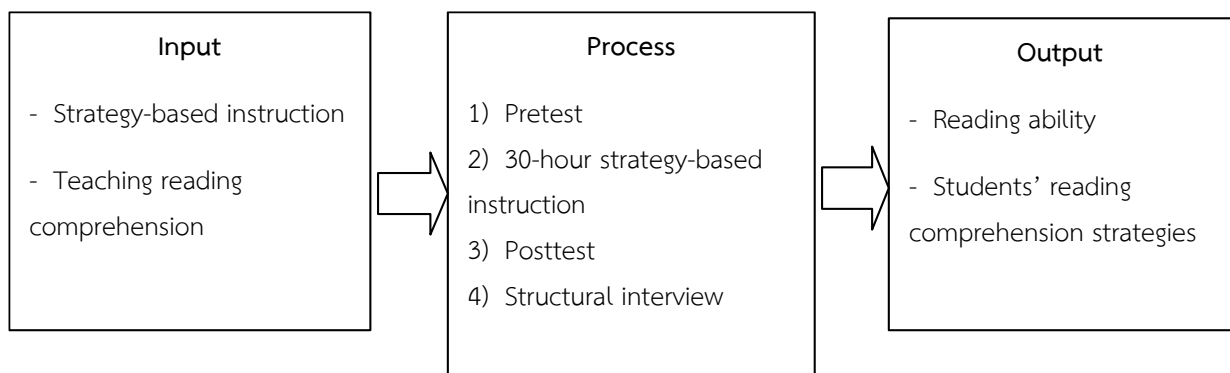 Input
- Strategy-based instruction
- Teaching reading
comprehension
Process
1) Pretest
2) 30-hour strategy-based
instruction
3) Posttest
4) Structural interview
Output
- Reading ability
- Students’ reading
comprehension strategies